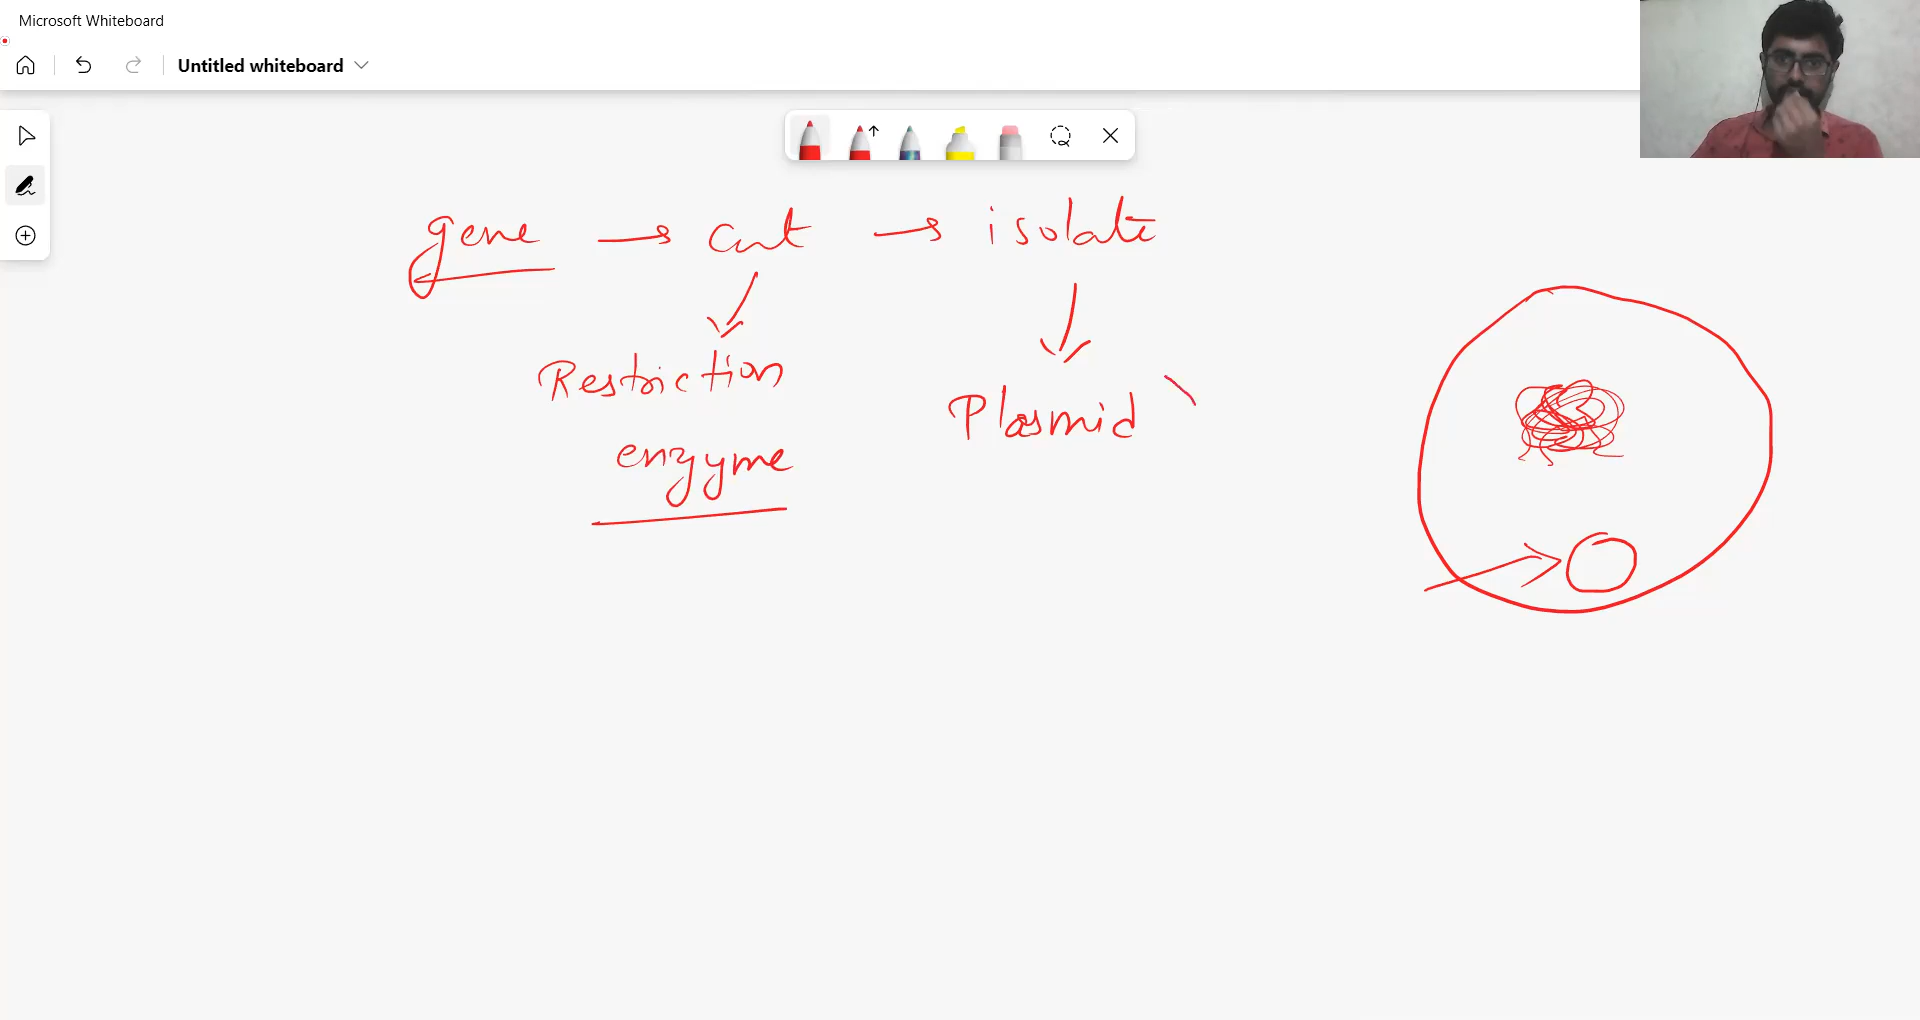 Microsoft Whiteboard
Untitled whiteboard
gene → cut → isolate
Restriction
enzyme
Plasmid